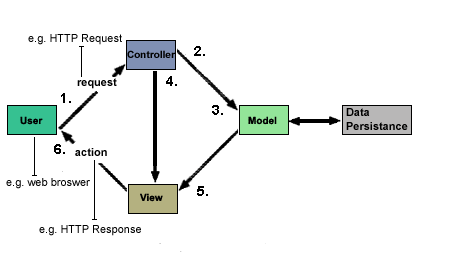 e.g. HTTP Request
Controller
2.
request
4.
1.
3.
User
Model
Data
Persistance
6.
action
e.g. web broswer
5.
View
e.g. HTTP Response